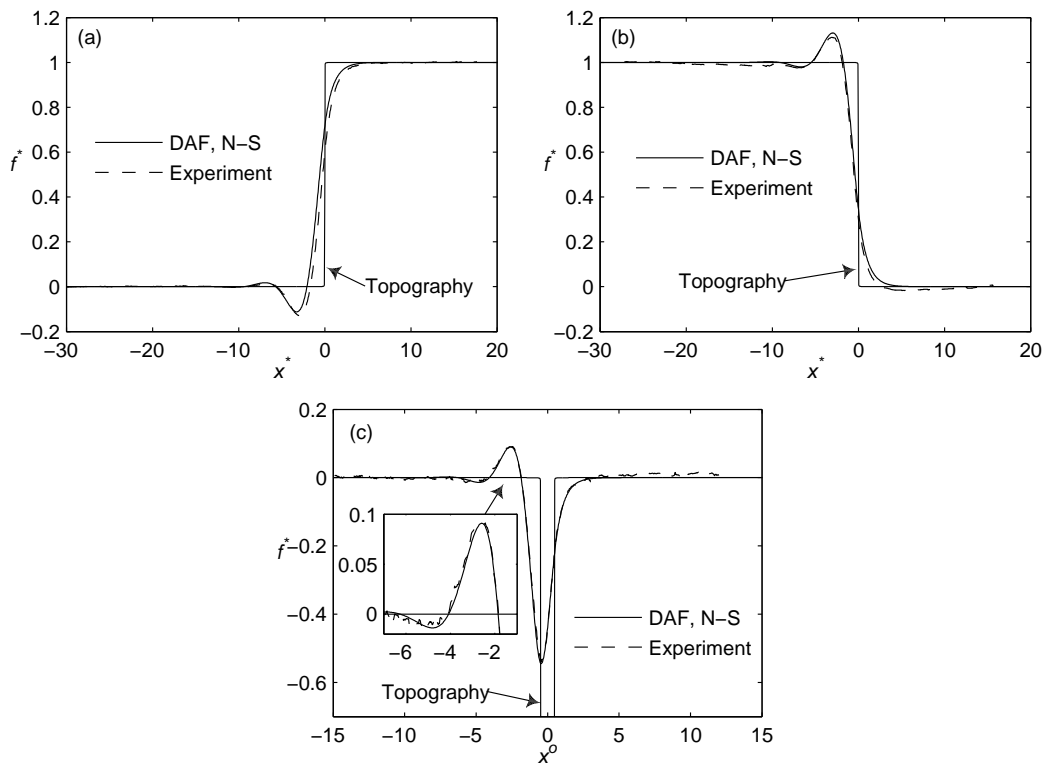 (a)
1.2
1
0.8
0.6
0.4
0.2
0
−0.2
f*
DAF, N−S
Experiment
Topography
−30 −20 −10 0 10 20
x*
(b)
1.2
1
0.8
0.6
0.4
0.2
0
−0.2
f*
DAF, N−S
Experiment
Topography
−30 −20 −10 0 10 20
x*
(c)
0.2
0
−0.2
−0.4
−0.6
f*
0.1
0.05
0
−6 −4 −2
DAF, N−S
Experiment
Topography
−15 −10 −5 0 5 10 15
xᵒ